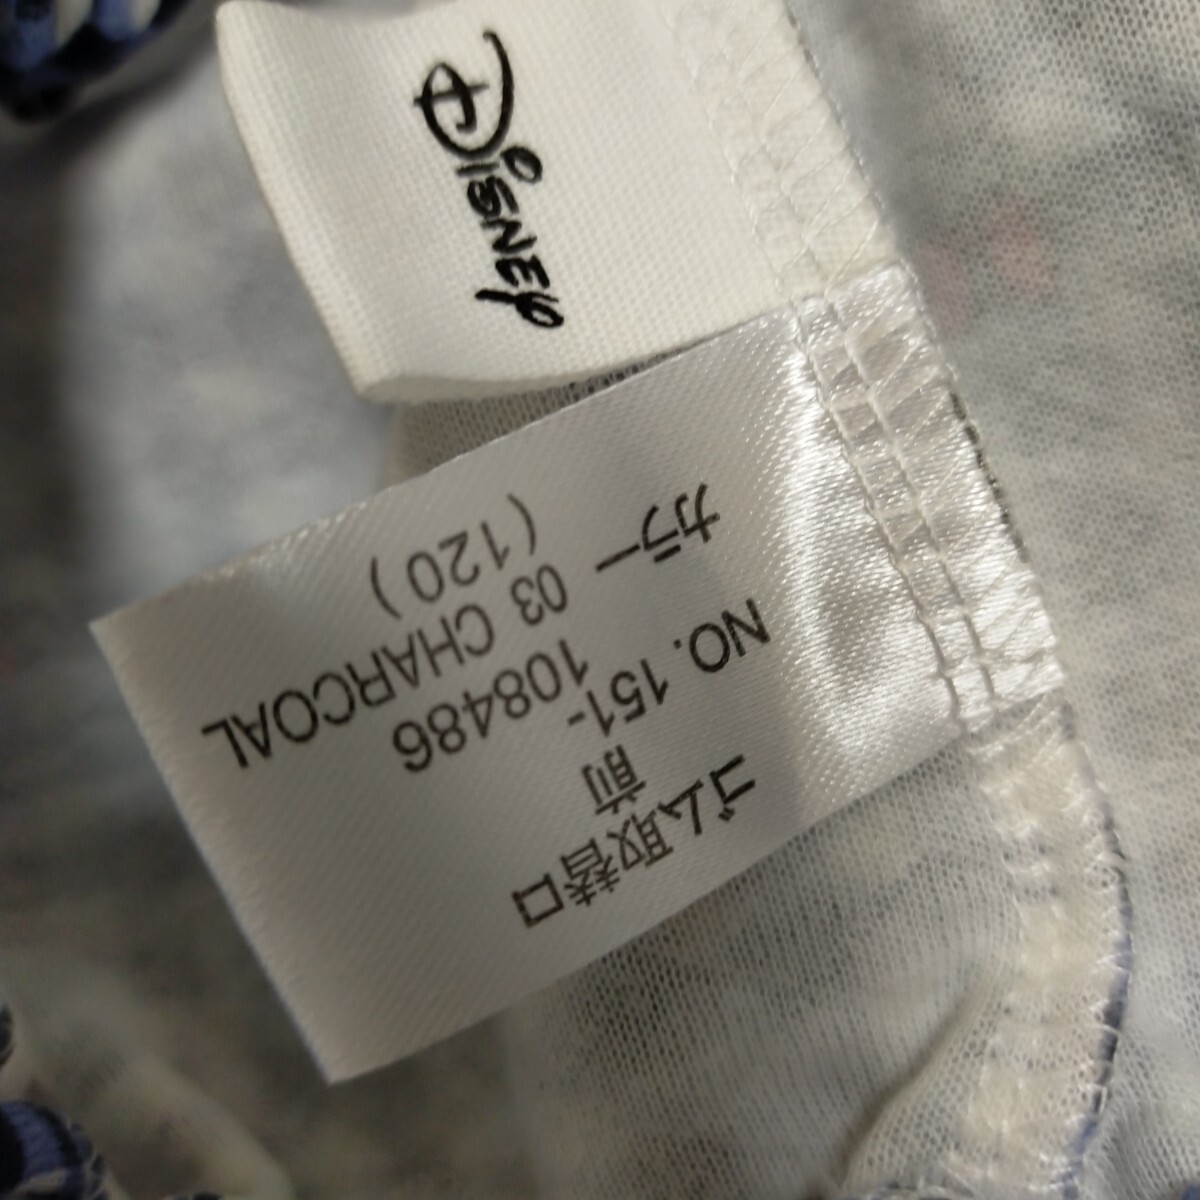 Disney
ゴム取替口
前
NO. 151-
108486
カラー 03 CHARCOAL
(120)